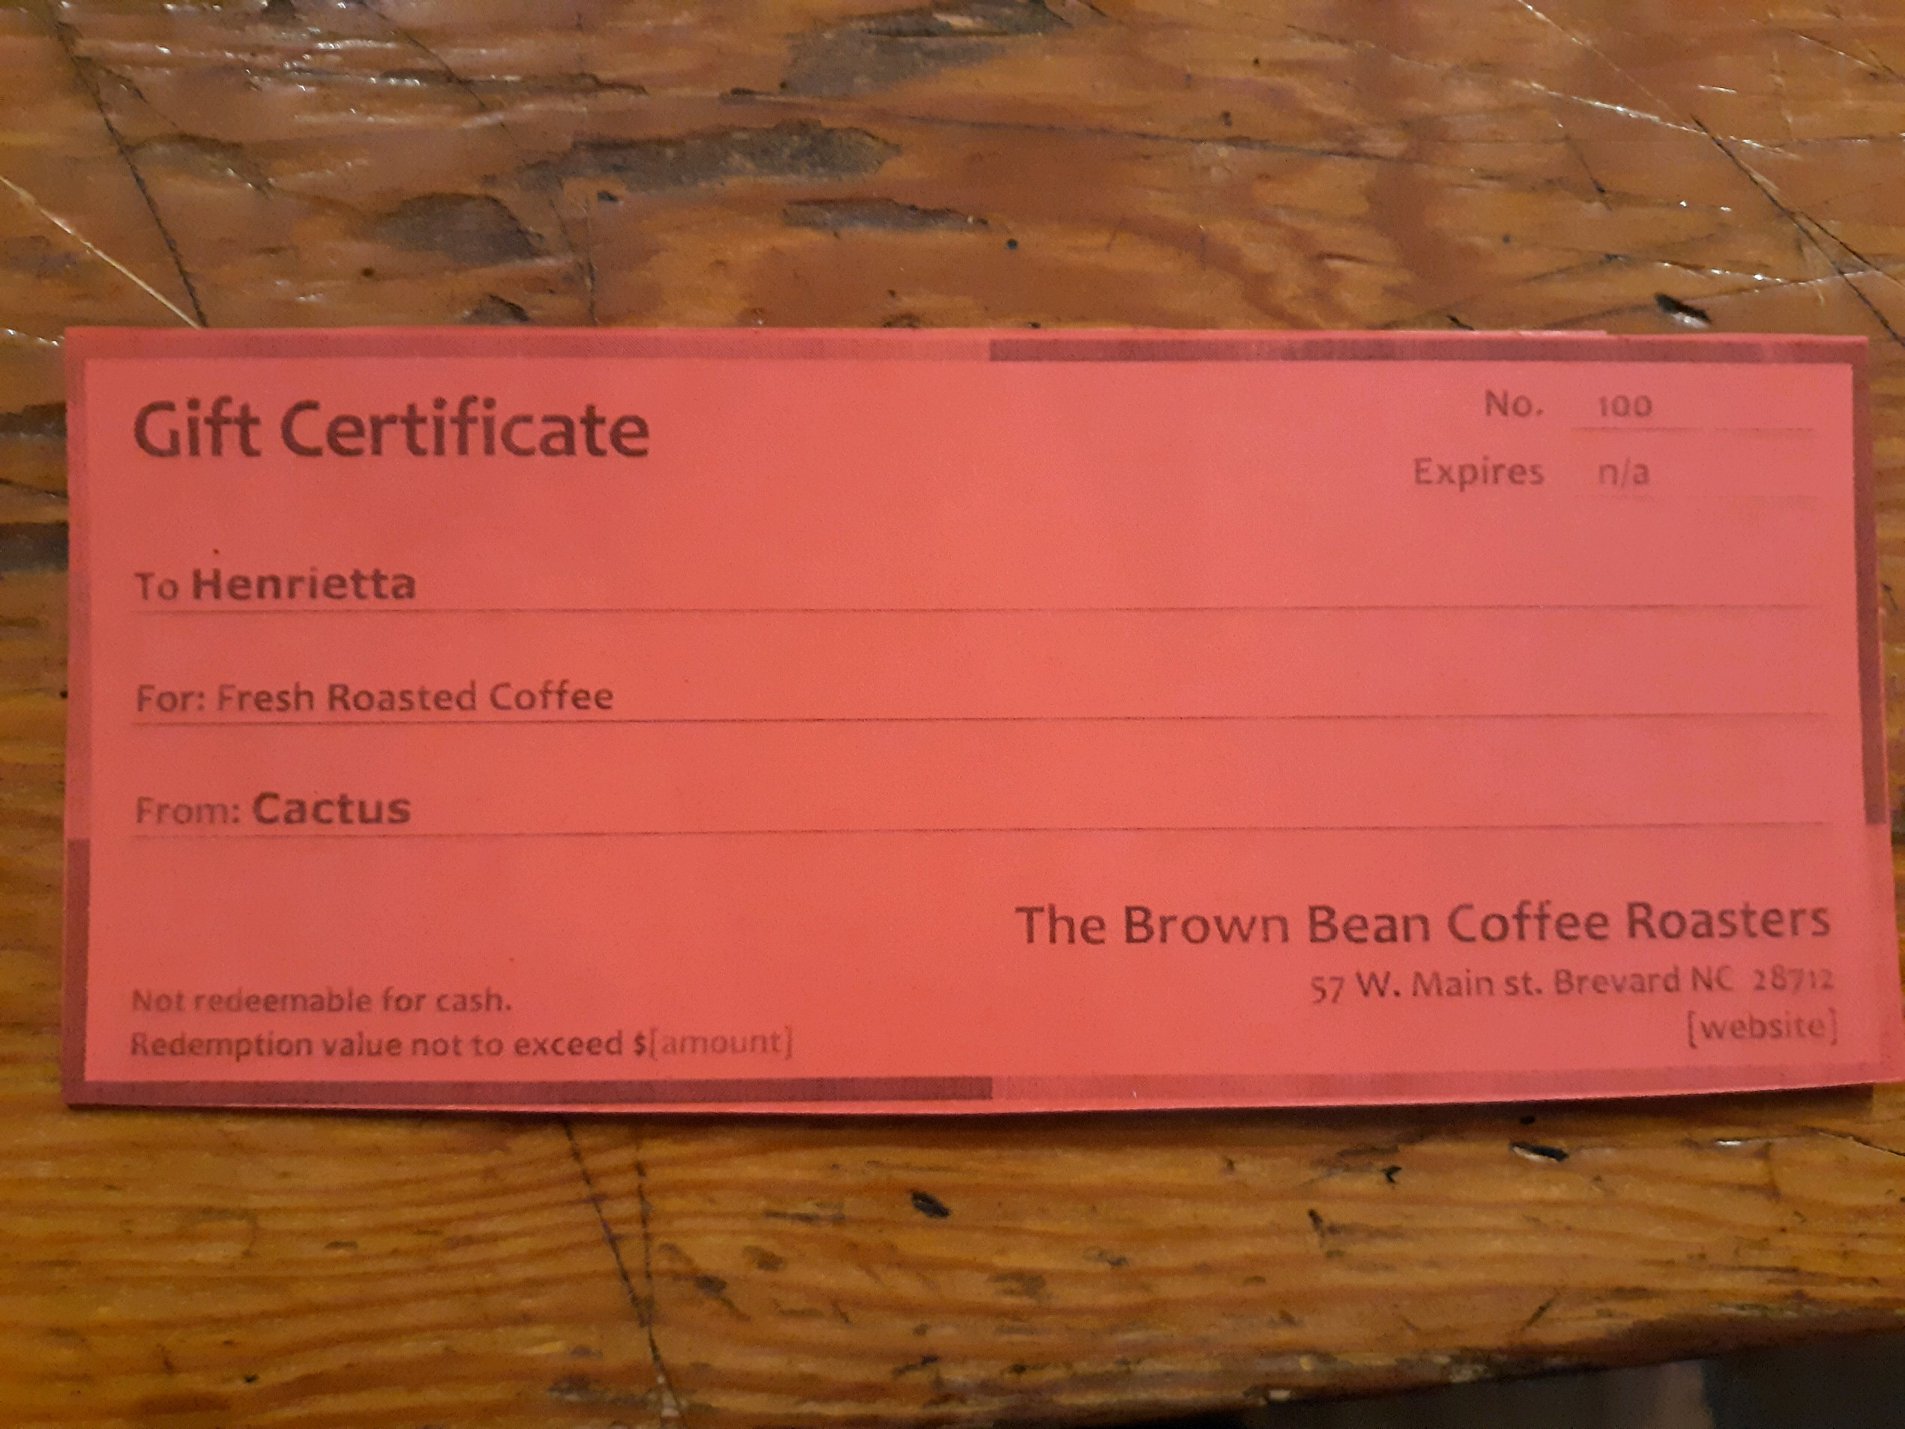 Gift Certificate
No. 100
Expires n/a
To Henrietta
For: Fresh Roasted Coffee
From: Cactus
The Brown Bean Coffee Roasters
57 W. Main st. Brevard NC 28712
[website]
Not redeemable for cash.
Redemption value not to exceed $[amount]